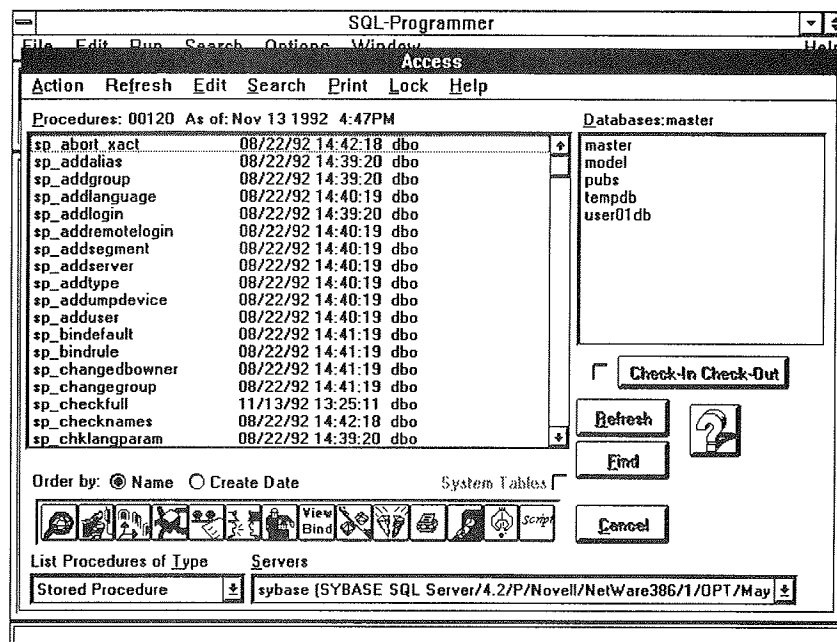 SQL-Programmer
File Edit Run Search Options Window Help
Access
Action Refresh Edit Search Print Lock Help
Procedures: 00120 As of: Nov 13 1992 4:47PM
Databases:master
sp_abort_xact 08/22/92 14:42:18 dbo
sp_addalias 08/22/92 14:39:20 dbo
sp_addgroup 08/22/92 14:39:20 dbo
sp_addlanguage 08/22/92 14:40:19 dbo
sp_addlogin 08/22/92 14:39:20 dbo
sp_addremotelogin 08/22/92 14:40:19 dbo
sp_addsegment 08/22/92 14:40:19 dbo
sp_addserver 08/22/92 14:40:19 dbo
sp_addtype 08/22/92 14:40:19 dbo
sp_addumpdevice 08/22/92 14:40:19 dbo
sp_adduser 08/22/92 14:40:19 dbo
sp_bindefault 08/22/92 14:41:19 dbo
sp_bindrule 08/22/92 14:41:19 dbo
sp_changedbowner 08/22/92 14:41:19 dbo
sp_changegroup 08/22/92 14:41:19 dbo
sp_checkfull 11/13/92 13:25:11 dbo
sp_checknames 08/22/92 14:42:18 dbo
sp_chklangparam 08/22/92 14:39:20 dbo
master
model
pubs
tempdb
user01db
Check-In Check-Out
Refresh
Find
Order by: Name Create Date System Tables
View Bind
Script
Cancel
List Procedures of Type
Servers
Stored Procedure
sybase (SYBASE SQL Server/4.2/P/Novell/NetWare386/1/OPT/May